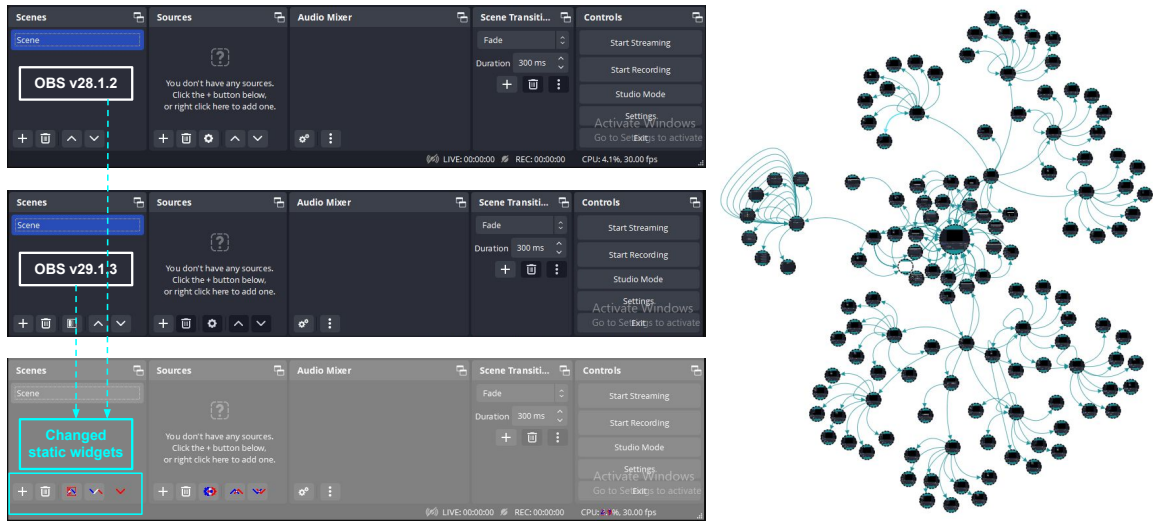 Scenes
Sources
Audio Mixer
Scene Transiti...
Controls
Scene
Fade
Start Streaming
Duration 300 ms
Start Recording
OBS v28.1.2
You don't have any sources.
Click the + button below,
or right click here to add one.
Studio Mode
Settings
Activate Windows
Go to Settings to activate
Exit
LIVE: 00:00:00
REC: 00:00:00
CPU: 4.1%, 30.00 fps
Scenes
Sources
Audio Mixer
Scene Transiti...
Controls
Scene
Fade
Start Streaming
Duration 300 ms
Start Recording
OBS v29.1.3
You don't have any sources.
Click the + button below,
or right click here to add one.
Studio Mode
Settings
Activate Windows
Go to Settings to activate
Exit
Scenes
Sources
Audio Mixer
Scene Transiti...
Controls
Scene
Fade
Start Streaming
Duration 300 ms
Start Recording
Changed
static widgets
You don't have any sources.
Click the + button below,
or right click here to add one.
Studio Mode
Settings
Activate Windows
Go to Settings to activate
Exit
LIVE: 00:00:00
REC: 00:00:00
CPU: %, 30.00 fps